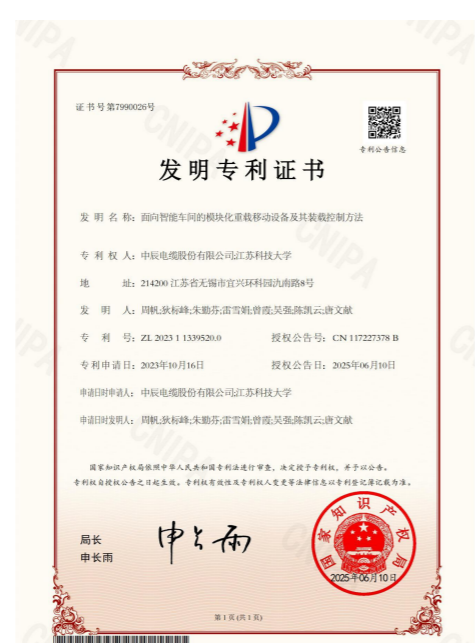 证书号第7990026号
专利公告信息
发明专利证书
发 明 名 称：面向智能车间的模块化重载移动设备及其装载控制方法
专 利 权 人：中辰电缆股份有限公司;江苏科技大学
地 址：214200 江苏省无锡市宜兴环科园氿南路8号
发 明 人：周帆;狄标峰;朱勤芬;雷雪娟;曾霞;吴强;陈凯云;唐文献
专 利 号：ZL 2023 1 1339520.0 授权公告号：CN 117227378 B
专利申请日：2023年10月16日 授权公告日：2025年06月10日
申请日时申请人：中辰电缆股份有限公司;江苏科技大学
申请日时发明人：周帆;狄标峰;朱勤芬;雷雪娟;曾霞;吴强;陈凯云;唐文献
国家知识产权局依照中华人民共和国专利法进行审查，决定授予专利权，并予以公告。
专利权自授权公告之日起生效。专利权有效性及专利权人变更等法律信息以专利登记簿记载为准。
局长
申长雨
申长雨
国家知识产权局
2025年06月10日
第 1 页 (共 1 页)
CNIPA
CNIPA
CNIPA
CNIPA